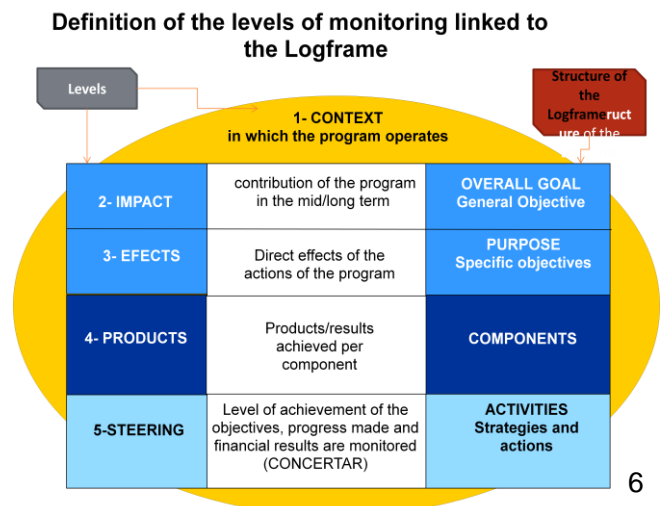 Definition of the levels of monitoring linked to
the Logframe
Levels
Structure of
the
Logframeruct
ure of the
1- CONTEXT
in which the program operates
2- IMPACT
contribution of the program
in the mid/long term
OVERALL GOAL
General Objective
3- EFECTS
Direct effects of the
actions of the program
PURPOSE
Specific objectives
4- PRODUCTS
Products/results
achieved per
component
COMPONENTS
5-STEERING
Level of achievement of the
objectives, progress made and
financial results are monitored
(CONCERTAR)
ACTIVITIES
Strategies and
actions
6